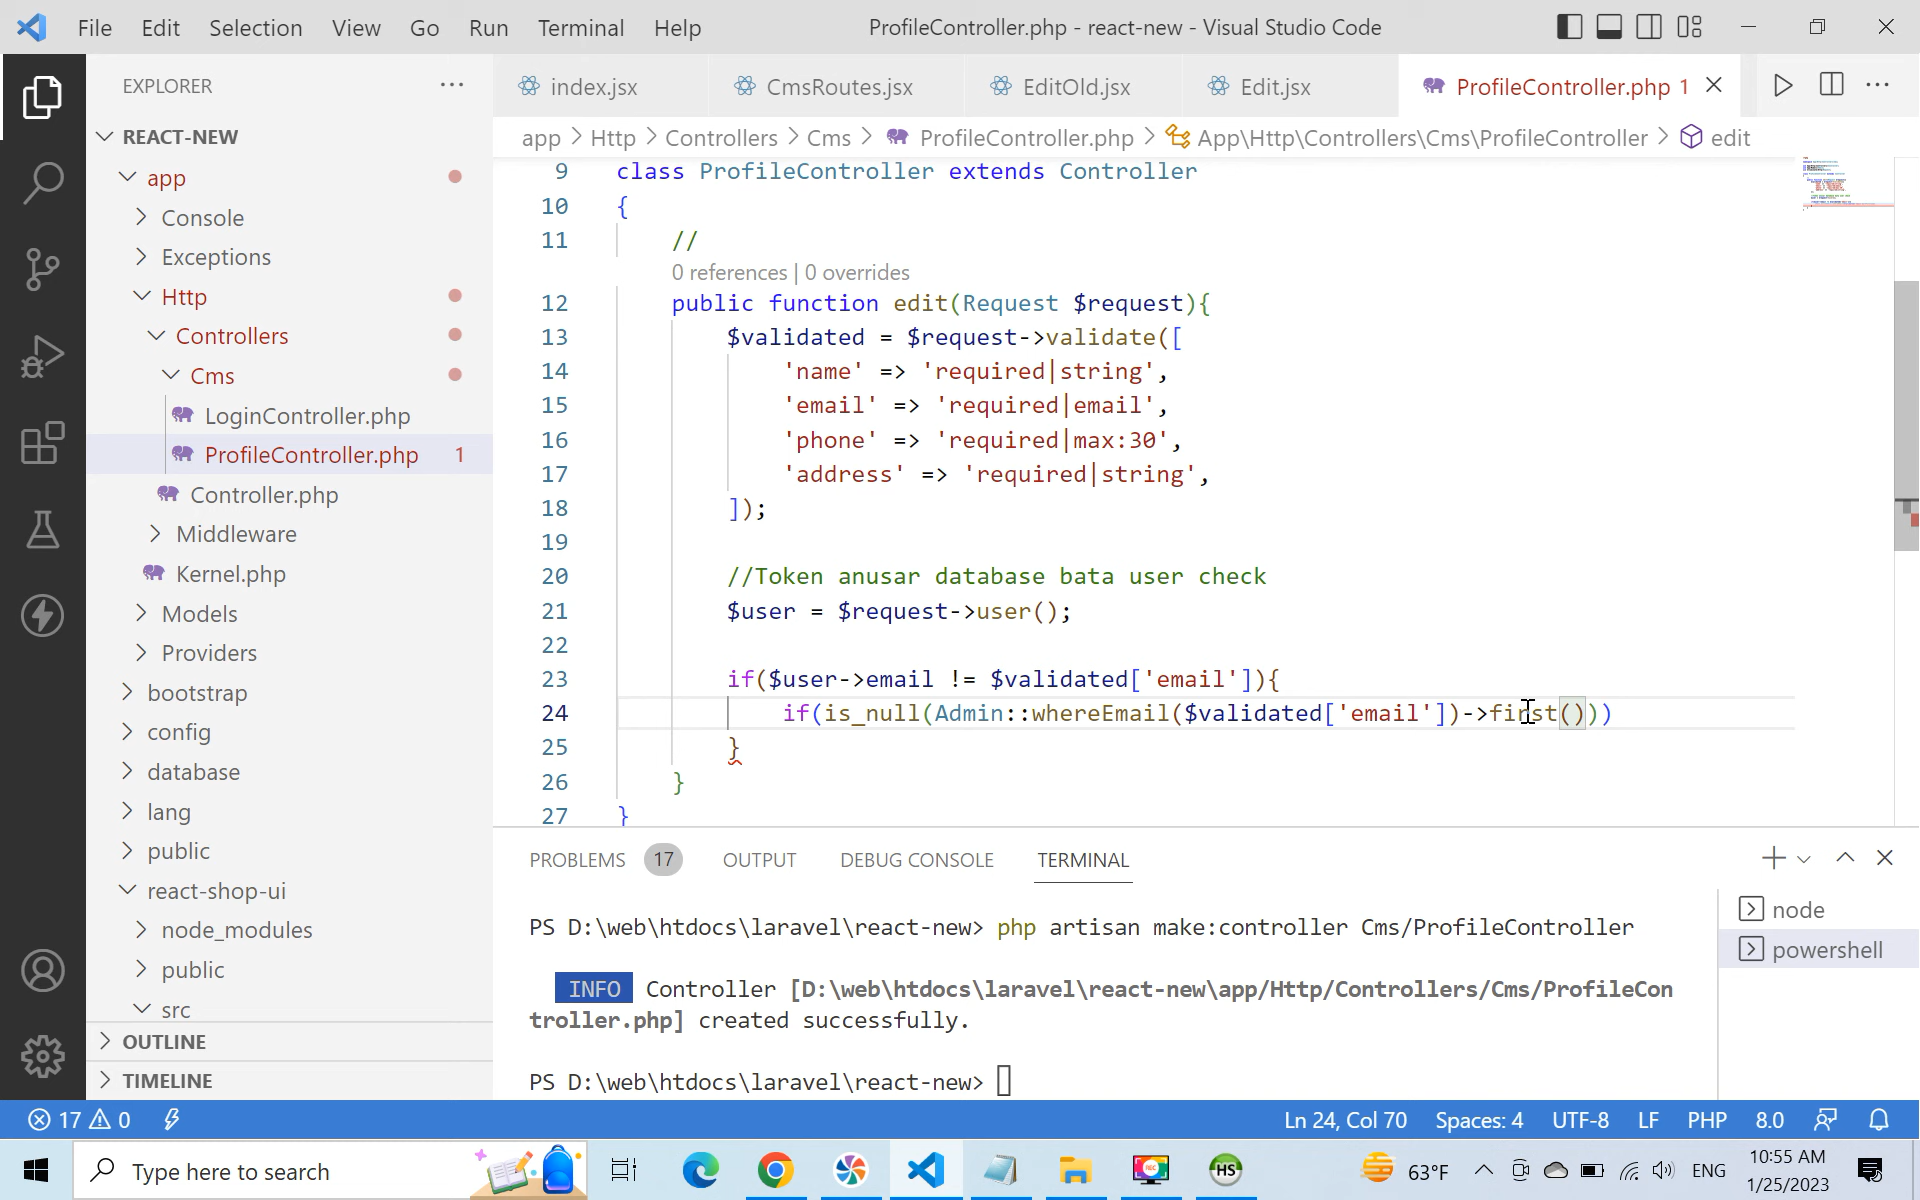 File Edit Selection View Go Run Terminal Help
ProfileController.php - react-new - Visual Studio Code
EXPLORER
REACT-NEW
app
Console
Exceptions
Http
Controllers
Cms
LoginController.php
ProfileController.php 1
Controller.php
Middleware
Kernel.php
Models
Providers
bootstrap
config
database
lang
public
react-shop-ui
node_modules
public
src
OUTLINE
TIMELINE
index.jsx CmsRoutes.jsx EditOld.jsx Edit.jsx ProfileController.php 1
app > Http > Controllers > Cms > ProfileController.php > App\Http\Controllers\Cms\ProfileController > edit
9 class ProfileController extends Controller
10 {
11 //
0 references | 0 overrides
12 public function edit(Request $request){
13 $validated = $request->validate([
14 'name' => 'required|string',
15 'email' => 'required|email',
16 'phone' => 'required|max:30',
17 'address' => 'required|string',
18 ]);
19
20 //Token anusar database bata user check
21 $user = $request->user();
22
23 if($user->email != $validated['email']){
24 if(is_null(Admin::whereEmail($validated['email'])->first()))
25 }
26 }
27 }
PROBLEMS 17 OUTPUT DEBUG CONSOLE TERMINAL
PS D:\web\htdocs\laravel\react-new> php artisan make:controller Cms/ProfileController
INFO Controller [D:\web\htdocs\laravel\react-new\app/Http/Controllers/Cms/ProfileCon
troller.php] created successfully.
PS D:\web\htdocs\laravel\react-new>
node
powershell
17 0
Ln 24, Col 70 Spaces: 4 UTF-8 LF PHP 8.0
Type here to search
REC
HS
63°F
ENG
10:55 AM
1/25/2023